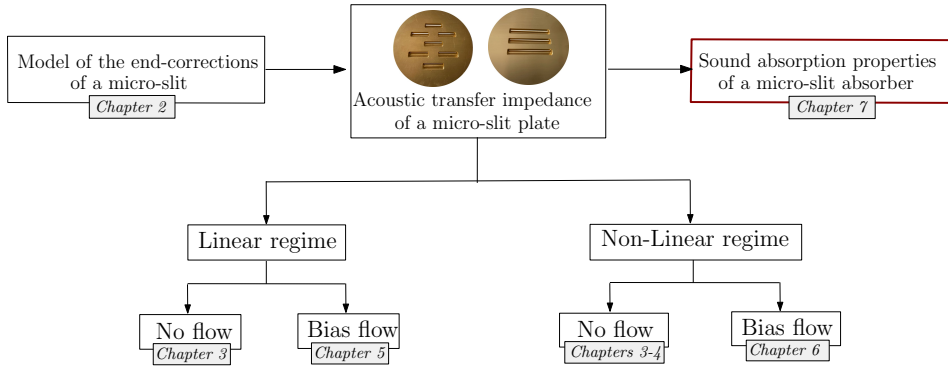 Model of the end-corrections
of a micro-slit
Chapter 2
Acoustic transfer impedance
of a micro-slit plate
Sound absorption properties
of a micro-slit absorber
Chapter 7
Linear regime
Non-Linear regime
No flow
Chapter 3
Bias flow
Chapter 5
No flow
Chapters 3-4
Bias flow
Chapter 6